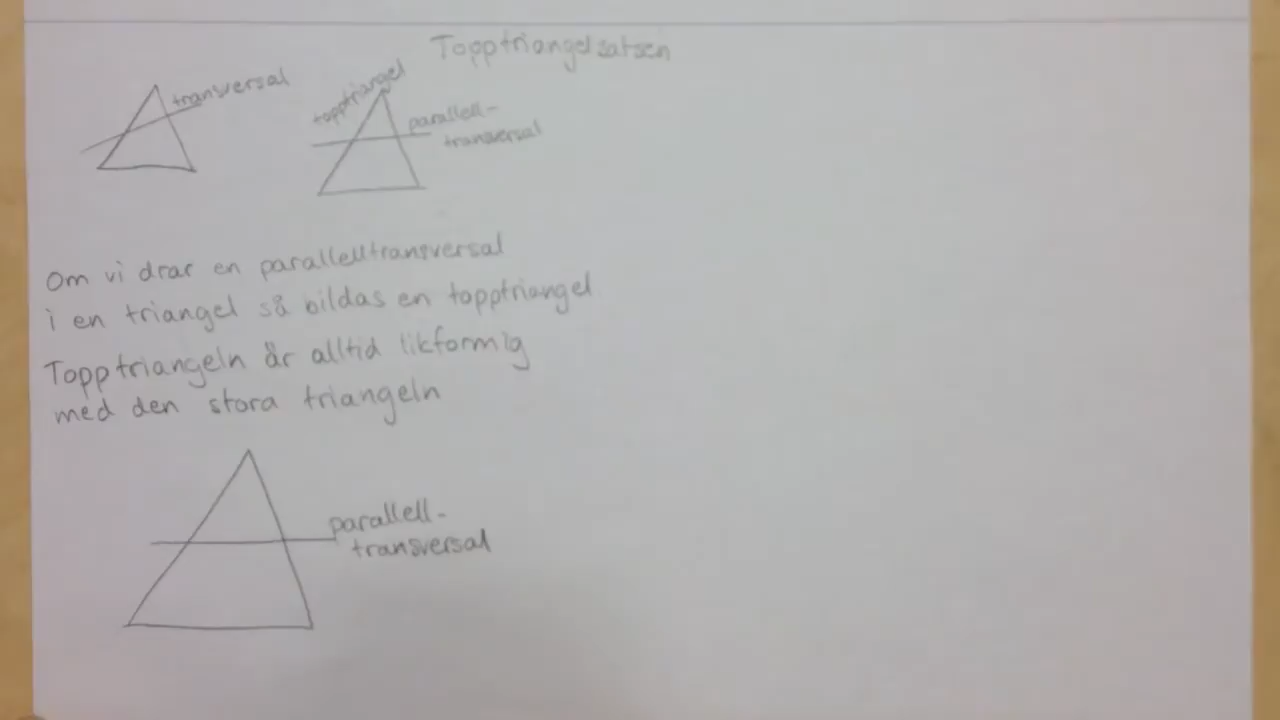 Topptriangelsatsen
transversal
topptriangel
parallell-
transversal
Om vi drar en parallelltransversal
i en triangel så bildas en topptriangel
Topptriangeln är alltid likformig
med den stora triangeln
parallell-
transversal